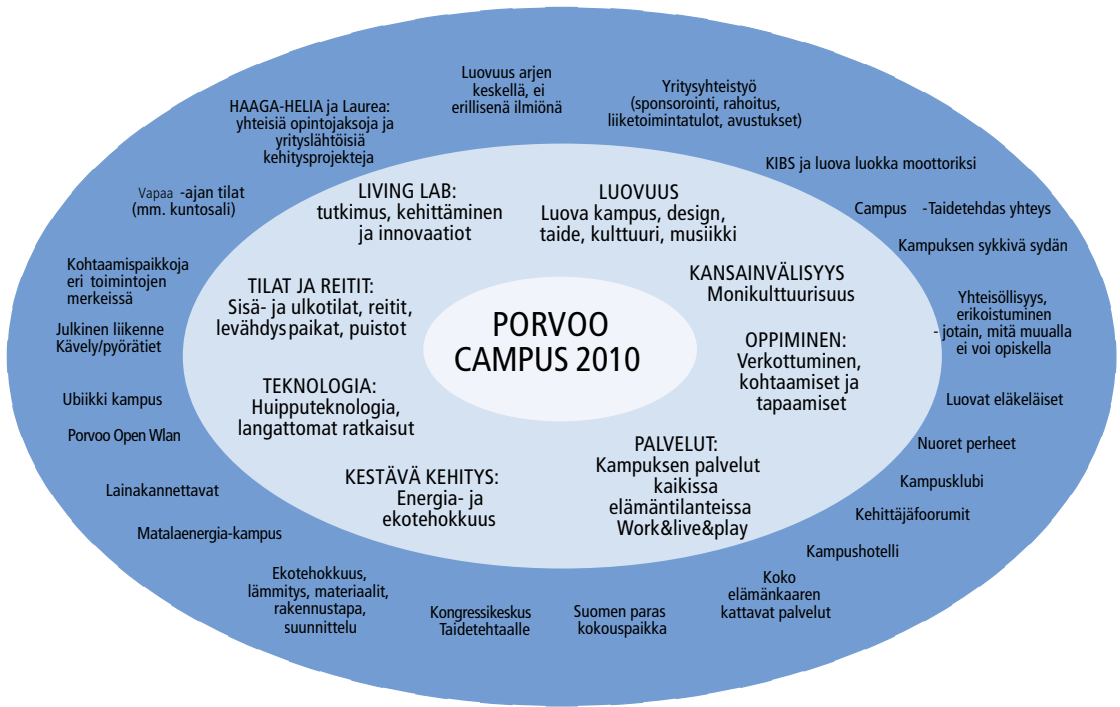 Luovuus arjen
keskellä, ei
erillisenä ilmiönä
Yritysyhteistyö
(sponsorointi, rahoitus,
liiketoimintatulot, avustukset)
HAAGA-HELIA ja Laurea:
yhteisiä opintojaksoja ja
yrityslähtöisiä
kehitysprojekteja
KIBS ja luova luokka moottoriksi
Vapaa -ajan tilat
(mm. kuntosali)
Campus -Taidetehdas yhteys
Kampuksen sykkivä sydän
Kohtaamispaikkoja
eri toimintojen
merkeissä
Yhteisöllisyys,
erikoistuminen
- jotain, mitä muualla
ei voi opiskella
Julkinen liikenne
Kävely/pyörätiet
Ubiikki kampus
Luovat eläkeläiset
Porvoo Open Wlan
Nuoret perheet
Lainakannettavat
Kampusklubi
Kehittäjäfoorumit
Matalaenergia-kampus
Kampushotelli
Ekotehokkuus,
lämmitys, materiaalit,
rakennustapa,
suunnittelu
Kongressikeskus
Taidetehtaalle
Suomen paras
kokouspaikka
Koko
elämänkaaren
kattavat palvelut
LIVING LAB:
tutkimus, kehittäminen
ja innovaatiot
LUOVUUS
Luova kampus, design,
taide, kulttuuri, musiikki
TILAT JA REITIT:
Sisä- ja ulkotilat, reitit,
levähdyspaikat, puistot
KANSAINVÄLISYYS
Monikulttuurisuus
OPPIMINEN:
Verkottuminen,
kohtaamiset ja
tapaamiset
TEKNOLOGIA:
Huipputeknologia,
langattomat ratkaisut
KESTÄVÄ KEHITYS:
Energia- ja
ekotehokkuus
PALVELUT:
Kampuksen palvelut
kaikissa
elämäntilanteissa
Work&live&play
PORVOO
CAMPUS 2010